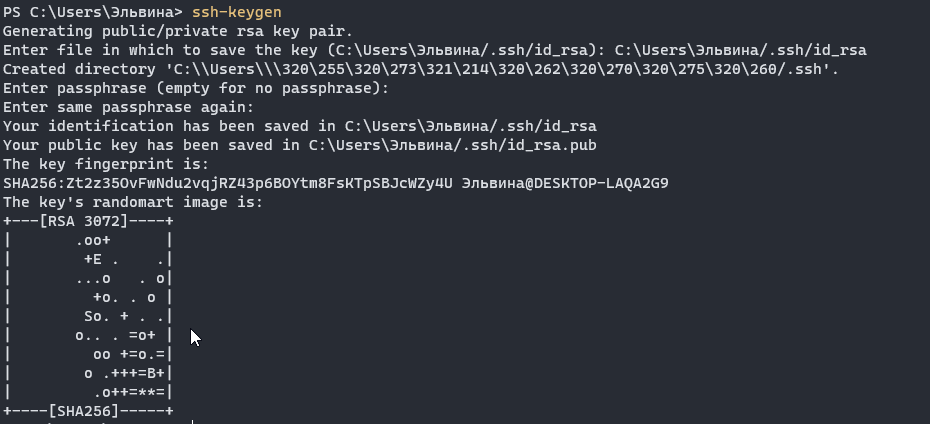 PS C:\Users\Эльвина> ssh-keygen
Generating public/private rsa key pair.
Enter file in which to save the key (C:\Users\Эльвина/.ssh/id_rsa): C:\Users\Эльвина/.ssh/id_rsa
Created directory 'C:\\Users\\\320\255\320\273\321\214\320\262\320\270\320\275\320\260/.ssh'.
Enter passphrase (empty for no passphrase):
Enter same passphrase again:
Your identification has been saved in C:\Users\Эльвина/.ssh/id_rsa
Your public key has been saved in C:\Users\Эльвина/.ssh/id_rsa.pub
The key fingerprint is:
SHA256:Zt2z35OvFwNdu2vqjRZ43p6BOYtm8FsKTpSBJcWZy4U Эльвина@DESKTOP-LAQA2G9
The key's randomart image is:
+---[RSA 3072]----+
|       .oo+      |
|        +E .    .|
|       ...o   . o|
|         +o. . o |
|        So. + . .|
|       o.. . =o+ |
|         oo +=o.=|
|        o .+++=B+|
|         .o++=**=|
+----[SHA256]-----+